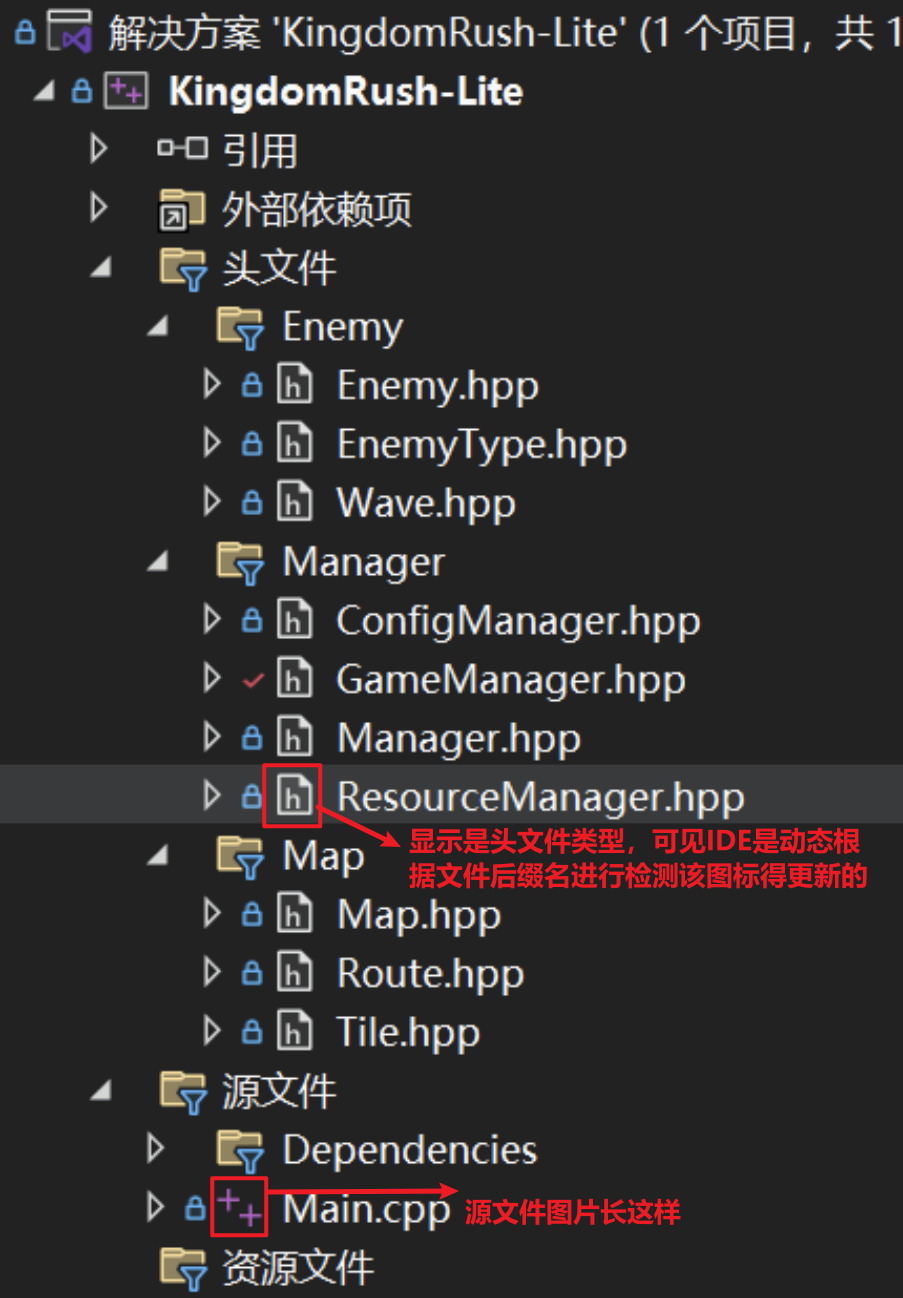 解决方案 'KingdomRush-Lite' (1 个项目，共 1
KingdomRush-Lite
引用
外部依赖项
头文件
Enemy
Enemy.hpp
EnemyType.hpp
Wave.hpp
Manager
ConfigManager.hpp
GameManager.hpp
Manager.hpp
ResourceManager.hpp
显示是头文件类型，可见IDE是动态根
据文件后缀名进行检测该图标得更新的
Map
Map.hpp
Route.hpp
Tile.hpp
源文件
Dependencies
Main.cpp
源文件图片长这样
资源文件